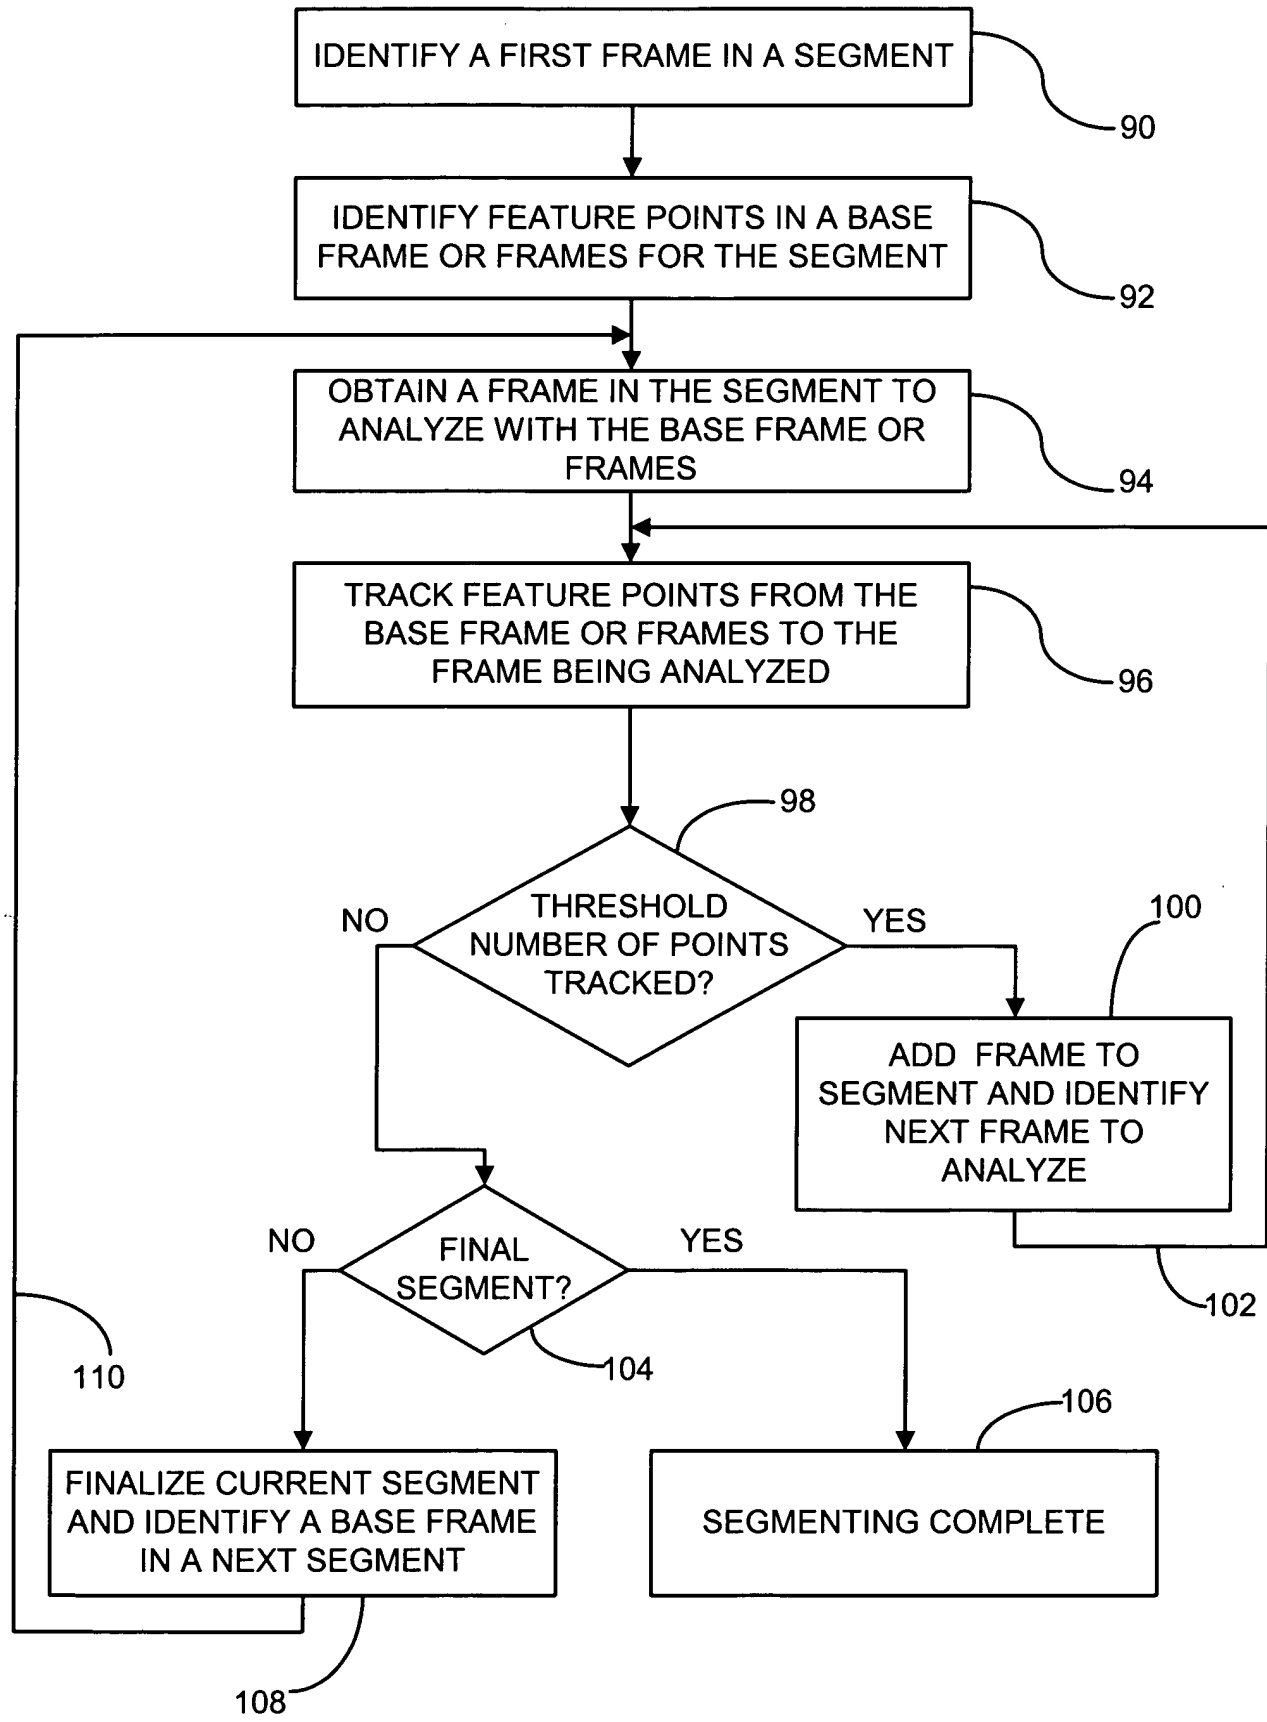 IDENTIFY A FIRST FRAME IN A SEGMENT
90
IDENTIFY FEATURE POINTS IN A BASE
FRAME OR FRAMES FOR THE SEGMENT
92
OBTAIN A FRAME IN THE SEGMENT TO
ANALYZE WITH THE BASE FRAME OR
FRAMES
94
TRACK FEATURE POINTS FROM THE
BASE FRAME OR FRAMES TO THE
FRAME BEING ANALYZED
96
98
NO
THRESHOLD
NUMBER OF POINTS
TRACKED?
YES
100
ADD FRAME TO
SEGMENT AND IDENTIFY
NEXT FRAME TO
ANALYZE
102
NO
FINAL
SEGMENT?
YES
104
110
106
FINALIZE CURRENT SEGMENT
AND IDENTIFY A BASE FRAME
IN A NEXT SEGMENT
SEGMENTING COMPLETE
108